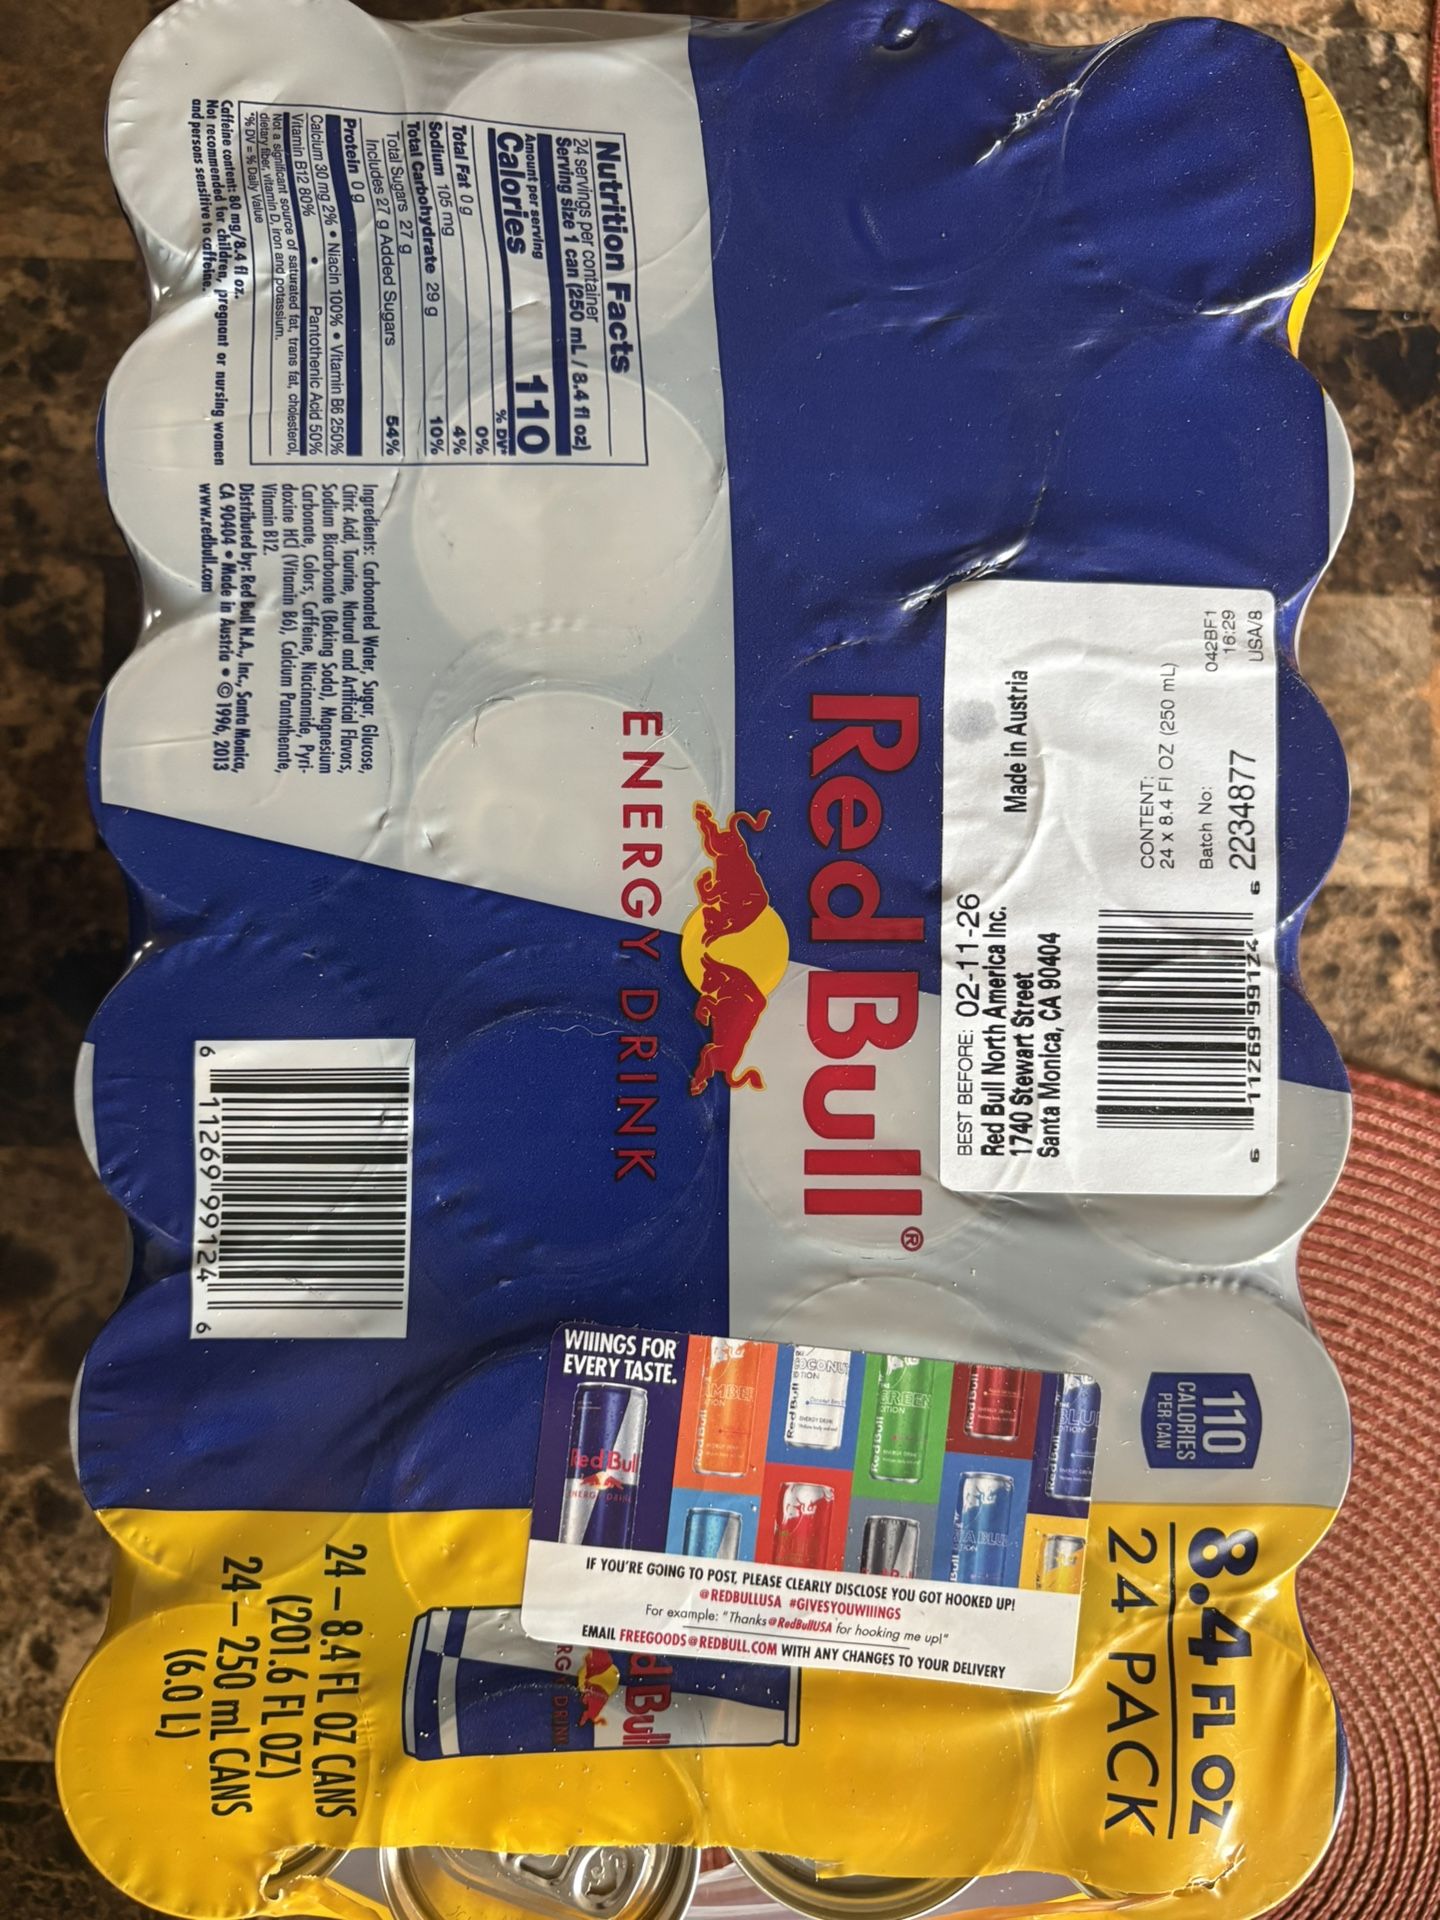 Nutrition Facts
24 servings per container
Serving size 1 can (250 mL / 8.4 fl oz)
Amount per serving
Calories 110
% DV*
Total Fat 0 g 0%
Sodium 105 mg 4%
Total Carbohydrate 29 g 10%
Total Sugars 27 g
Includes 27 g Added Sugars 54%
Protein 0 g
Calcium 30 mg 2% • Niacin 100% • Vitamin B6 250%
Vitamin B12 80% • Pantothenic Acid 50%
Not a significant source of saturated fat, trans fat, cholesterol,
dietary fiber, vitamin D, iron and potassium.
*% DV = % Daily Value
Caffeine content: 80 mg/8.4 fl oz.
Not recommended for children, pregnant or nursing women
and persons sensitive to caffeine.
Ingredients: Carbonated Water, Sugar, Glucose,
Citric Acid, Taurine, Natural and Artificial Flavors,
Sodium Bicarbonate (Baking Soda), Magnesium
Carbonate, Colors, Caffeine, Niacinamide, Pyri-
doxine HCl (Vitamin B6), Calcium Pantothenate,
Vitamin B12.
Distributed by: Red Bull N.A., Inc., Santa Monica,
CA 90404 • Made in Austria • © 1996, 2013
www.redbull.com
Red Bull®
ENERGY DRINK
BEST BEFORE: 02-11-26
Red Bull North America Inc.
1740 Stewart Street
Santa Monica, CA 90404
Made in Austria
CONTENT:
24 x 8.4 Fl OZ (250 mL)
Batch No:
2234877
042BF1
16:29
USA/8
6 11269 99124 6
6 11269 99124 6
110
CALORIES
PER CAN
8.4 FL OZ
24 PACK
WIIINGS FOR
EVERY TASTE.
Red Bull
ENERGY DRINK
COCONU
GREEN
Red Bull
IF YOU'RE GOING TO POST, PLEASE CLEARLY DISCLOSE YOU GOT HOOKED UP!
@REDBULLUSA #GIVESYOUWIIINGS
For example: "Thanks @RedBullUSA for hooking me up!"
EMAIL FREEGOODS@REDBULL.COM WITH ANY CHANGES TO YOUR DELIVERY
d Bull
RGY DRINK
24 – 8.4 FL OZ CANS
(201.6 FL OZ)
24 – 250 mL CANS
(6.0 L)